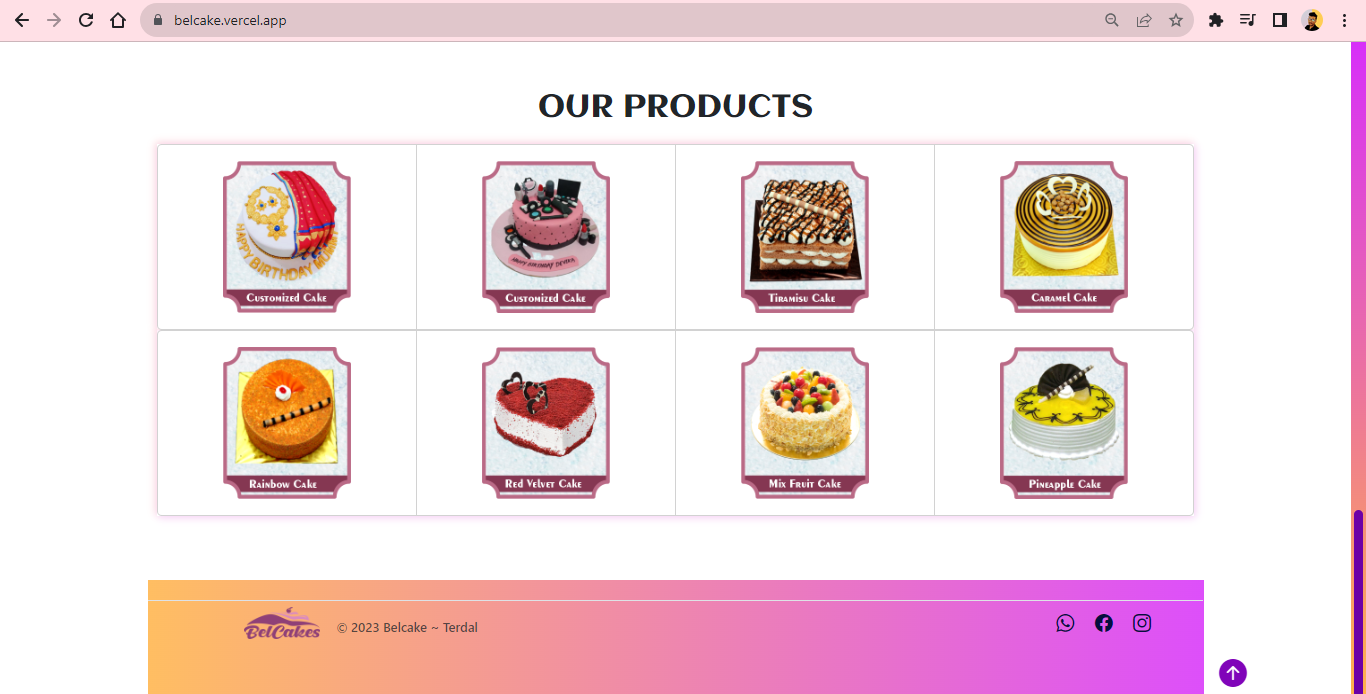 belcake.vercel.app
OUR PRODUCTS
HAPPY BIRTHDAY
HAPPY BIRTHDAY
Customized Cake
Customized Cake
Tiramisu Cake
Caramel Cake
Rainbow Cake
Red Velvet Cake
Mix Fruit Cake
Pineapple Cake
BelCakes
© 2023 Belcake ~ Terdal